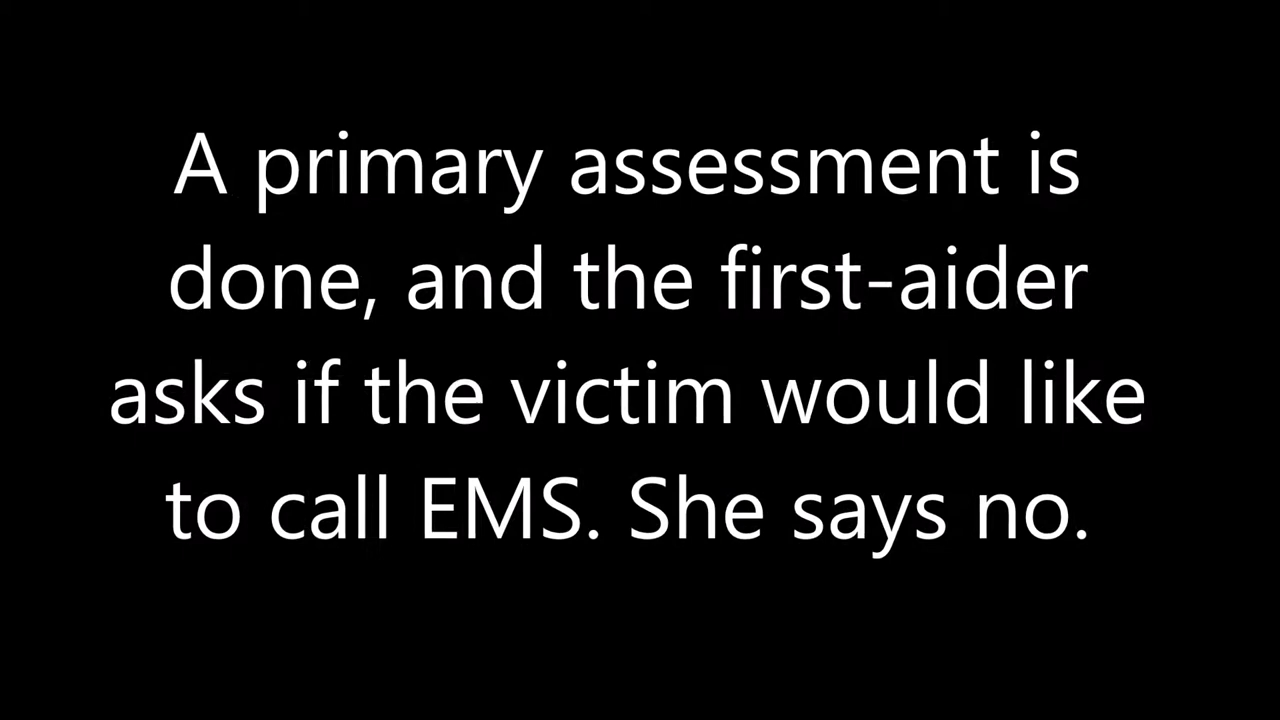 A primary assessment is
done, and the first-aider
asks if the victim would like
to call EMS. She says no.